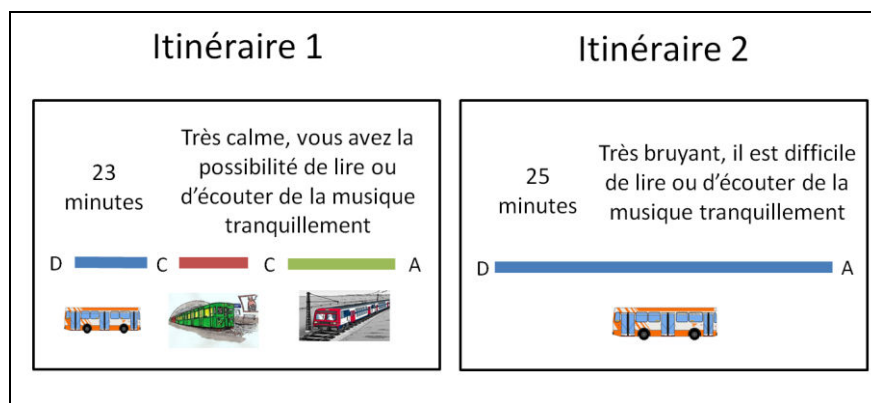 Itinéraire 1
23
minutes
Très calme, vous avez la
possibilité de lire ou
d'écouter de la musique
tranquillement
D C C A
Itinéraire 2
25
minutes
Très bruyant, il est difficile
de lire ou d'écouter de la
musique tranquillement
D A